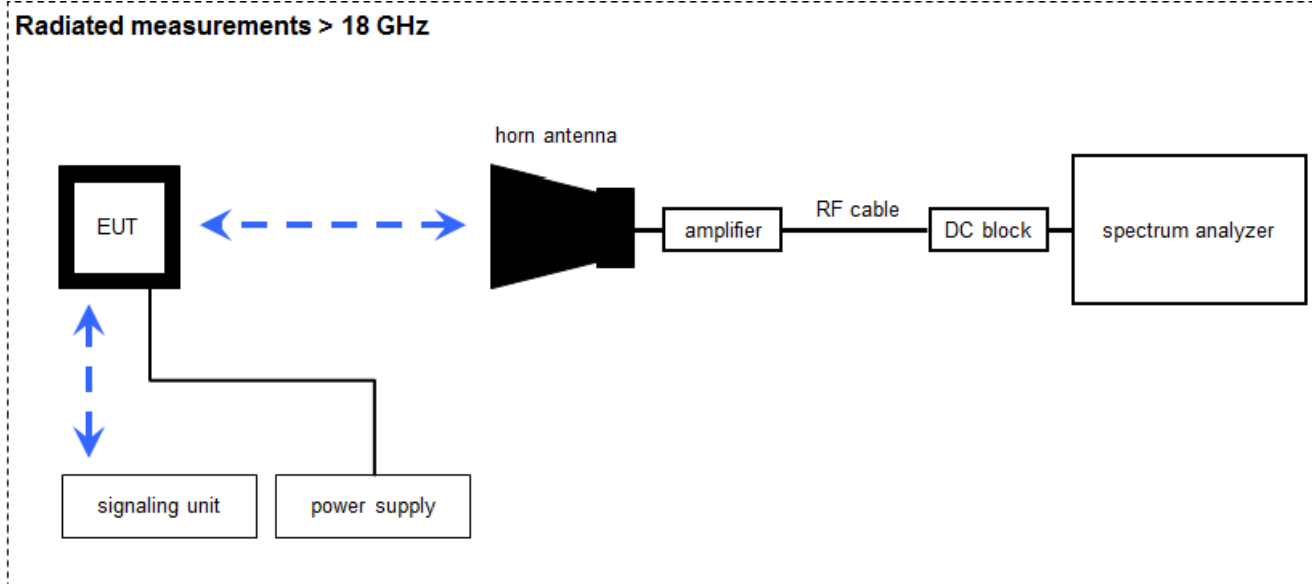 Radiated measurements > 18 GHz
horn antenna
EUT
amplifier
RF cable
DC block
spectrum analyzer
signaling unit
power supply